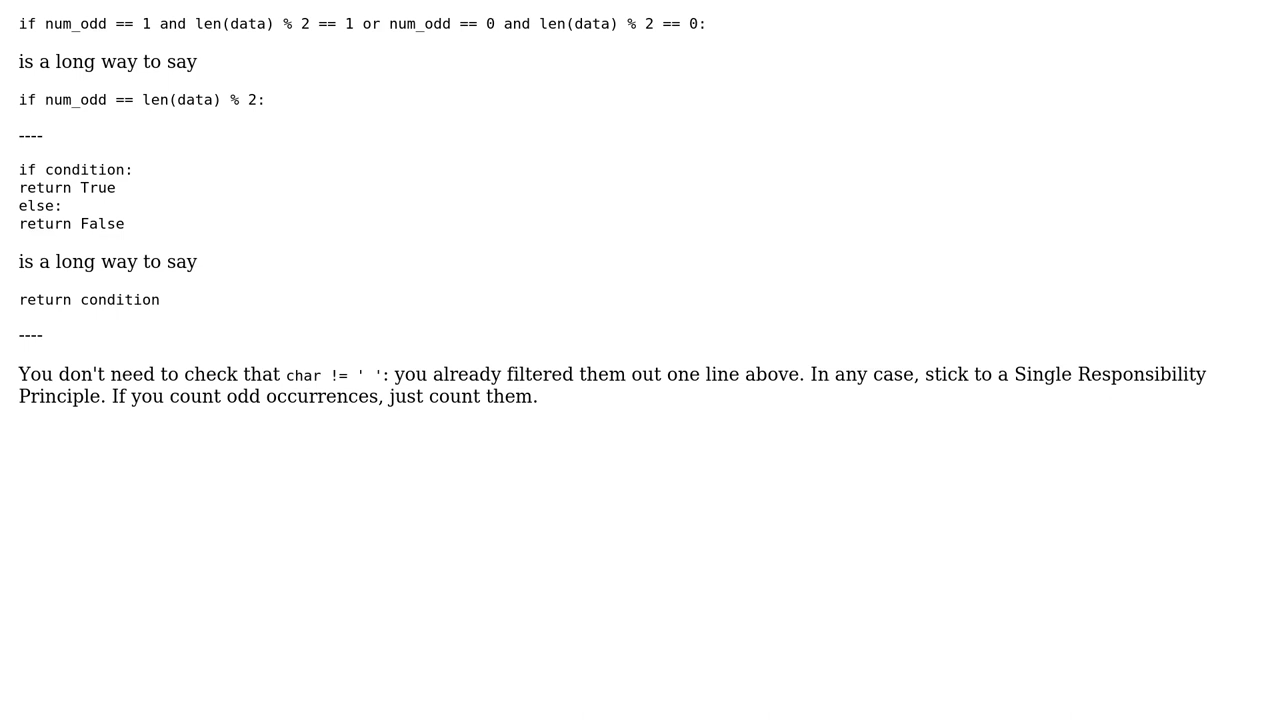 if num_odd == 1 and len(data) % 2 == 1 or num_odd == 0 and len(data) % 2 == 0:
is a long way to say
if num_odd == len(data) % 2:
----
if condition:
return True
else:
return False
is a long way to say
return condition
----
You don't need to check that char != ' ': you already filtered them out one line above. In any case, stick to a Single Responsibility
Principle. If you count odd occurrences, just count them.